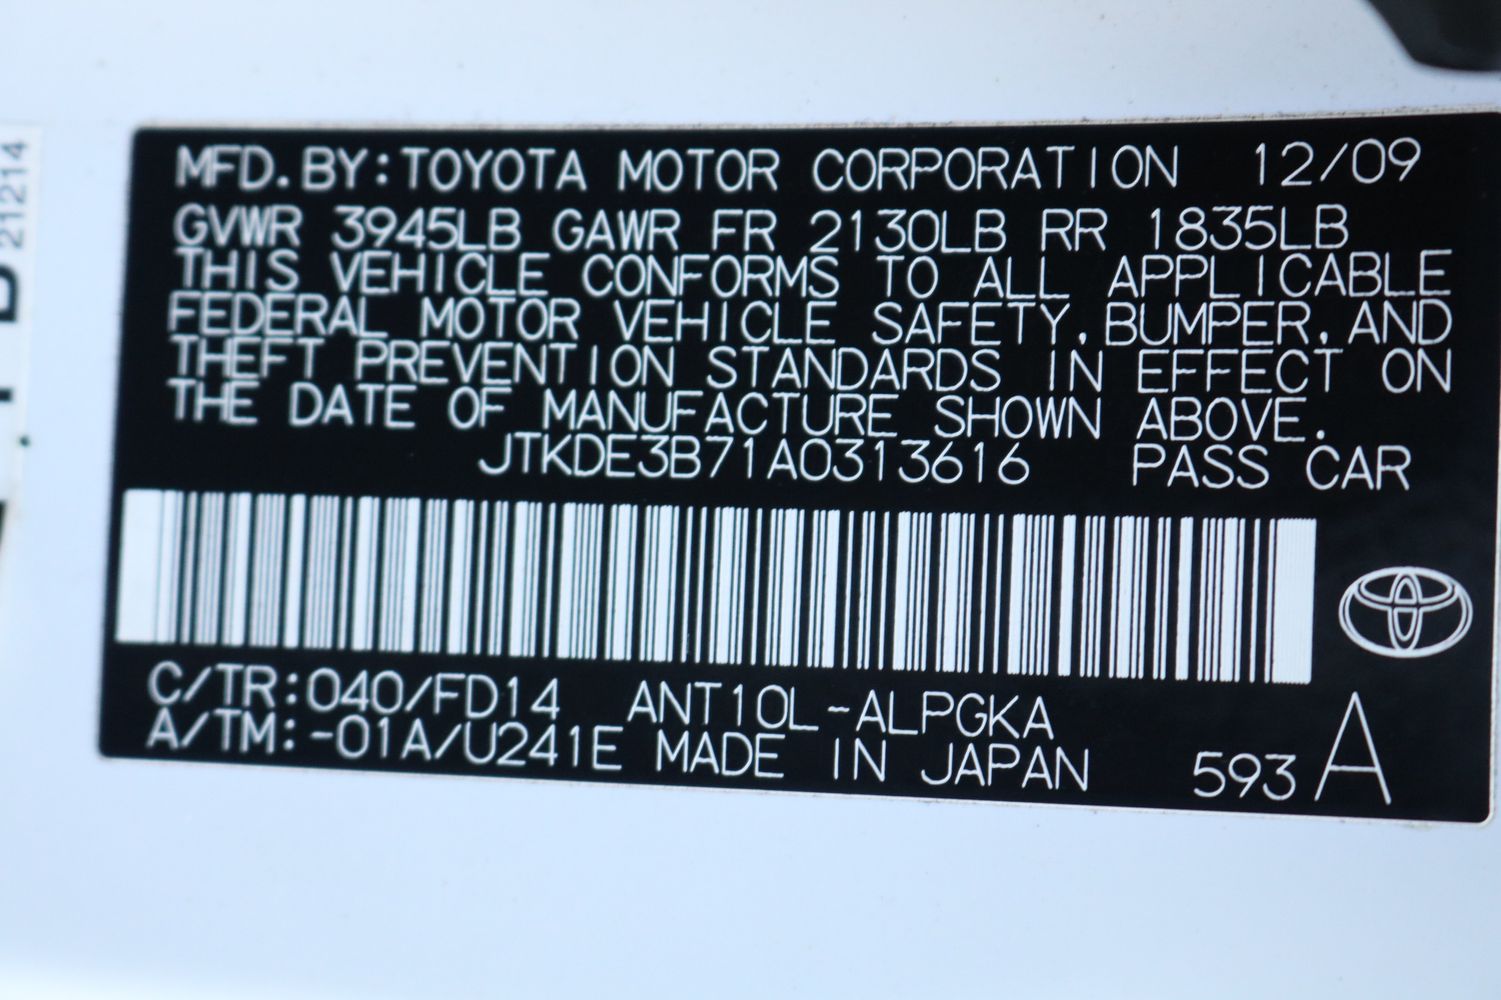 MFD. BY: TOYOTA MOTOR CORPORATION 12/09
GVWR 3945LB GAWR FR 2130LB RR 1835LB
THIS VEHICLE CONFORMS TO ALL APPLICABLE
FEDERAL MOTOR VEHICLE SAFETY, BUMPER, AND
THEFT PREVENTION STANDARDS IN EFFECT ON
THE DATE OF MANUFACTURE SHOWN ABOVE.
JTKDE3B71A0313616 PASS CAR
C/TR: 040/FD14 ANT10L-ALPGKA
A/TM: -01A/U241E MADE IN JAPAN 593 A
21214